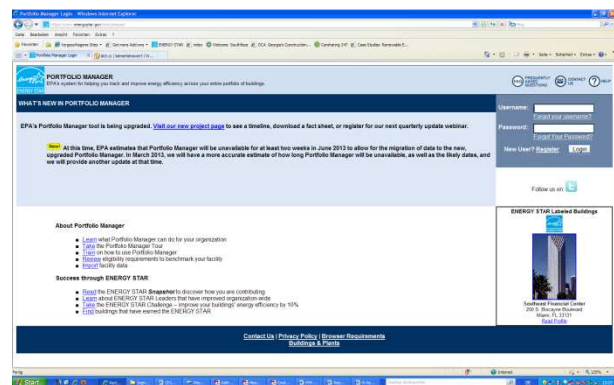 Portfolio Manager Login - Windows Internet Explorer
PORTFOLIO MANAGER
EPA's system for helping you track and improve energy efficiency across your entire portfolio of buildings.
FREQUENTLY ASKED QUESTIONS
CONTACT US
HELP
WHAT'S NEW IN PORTFOLIO MANAGER
EPA's Portfolio Manager tool is being upgraded. Visit our new project page to see a timeline, download a fact sheet, or register for our next quarterly update webinar.
New! At this time, EPA estimates that Portfolio Manager will be unavailable for at least two weeks in June 2013 to allow for the migration of data to the new,
upgraded Portfolio Manager. In March 2013, we will have a more accurate estimate of how long Portfolio Manager will be unavailable, as well as the likely dates, and
we will provide another update at that time.
Username:
Forgot your username?
Password:
Forgot Your Password?
New User? Register
Login
Follow us on:
About Portfolio Manager
Learn what Portfolio Manager can do for your organization
Take the Portfolio Manager Tour
Train on how to use Portfolio Manager
Review eligibility requirements to benchmark your facility
Import facility data
Success through ENERGY STAR
Read the ENERGY STAR Snapshot to discover how you are contributing
Learn about ENERGY STAR Leaders that have improved organization-wide
Take the ENERGY STAR Challenge – improve your buildings' energy efficiency by 10%
Find buildings that have earned the ENERGY STAR
ENERGY STAR Labeled Buildings
Southeast Financial Center
200 S. Biscayne Boulevard
Miami, FL 33131
Read Profile
Contact Us | Privacy Policy | Browser Requirements
Buildings & Plants
Fertig
Internet
125%
Start